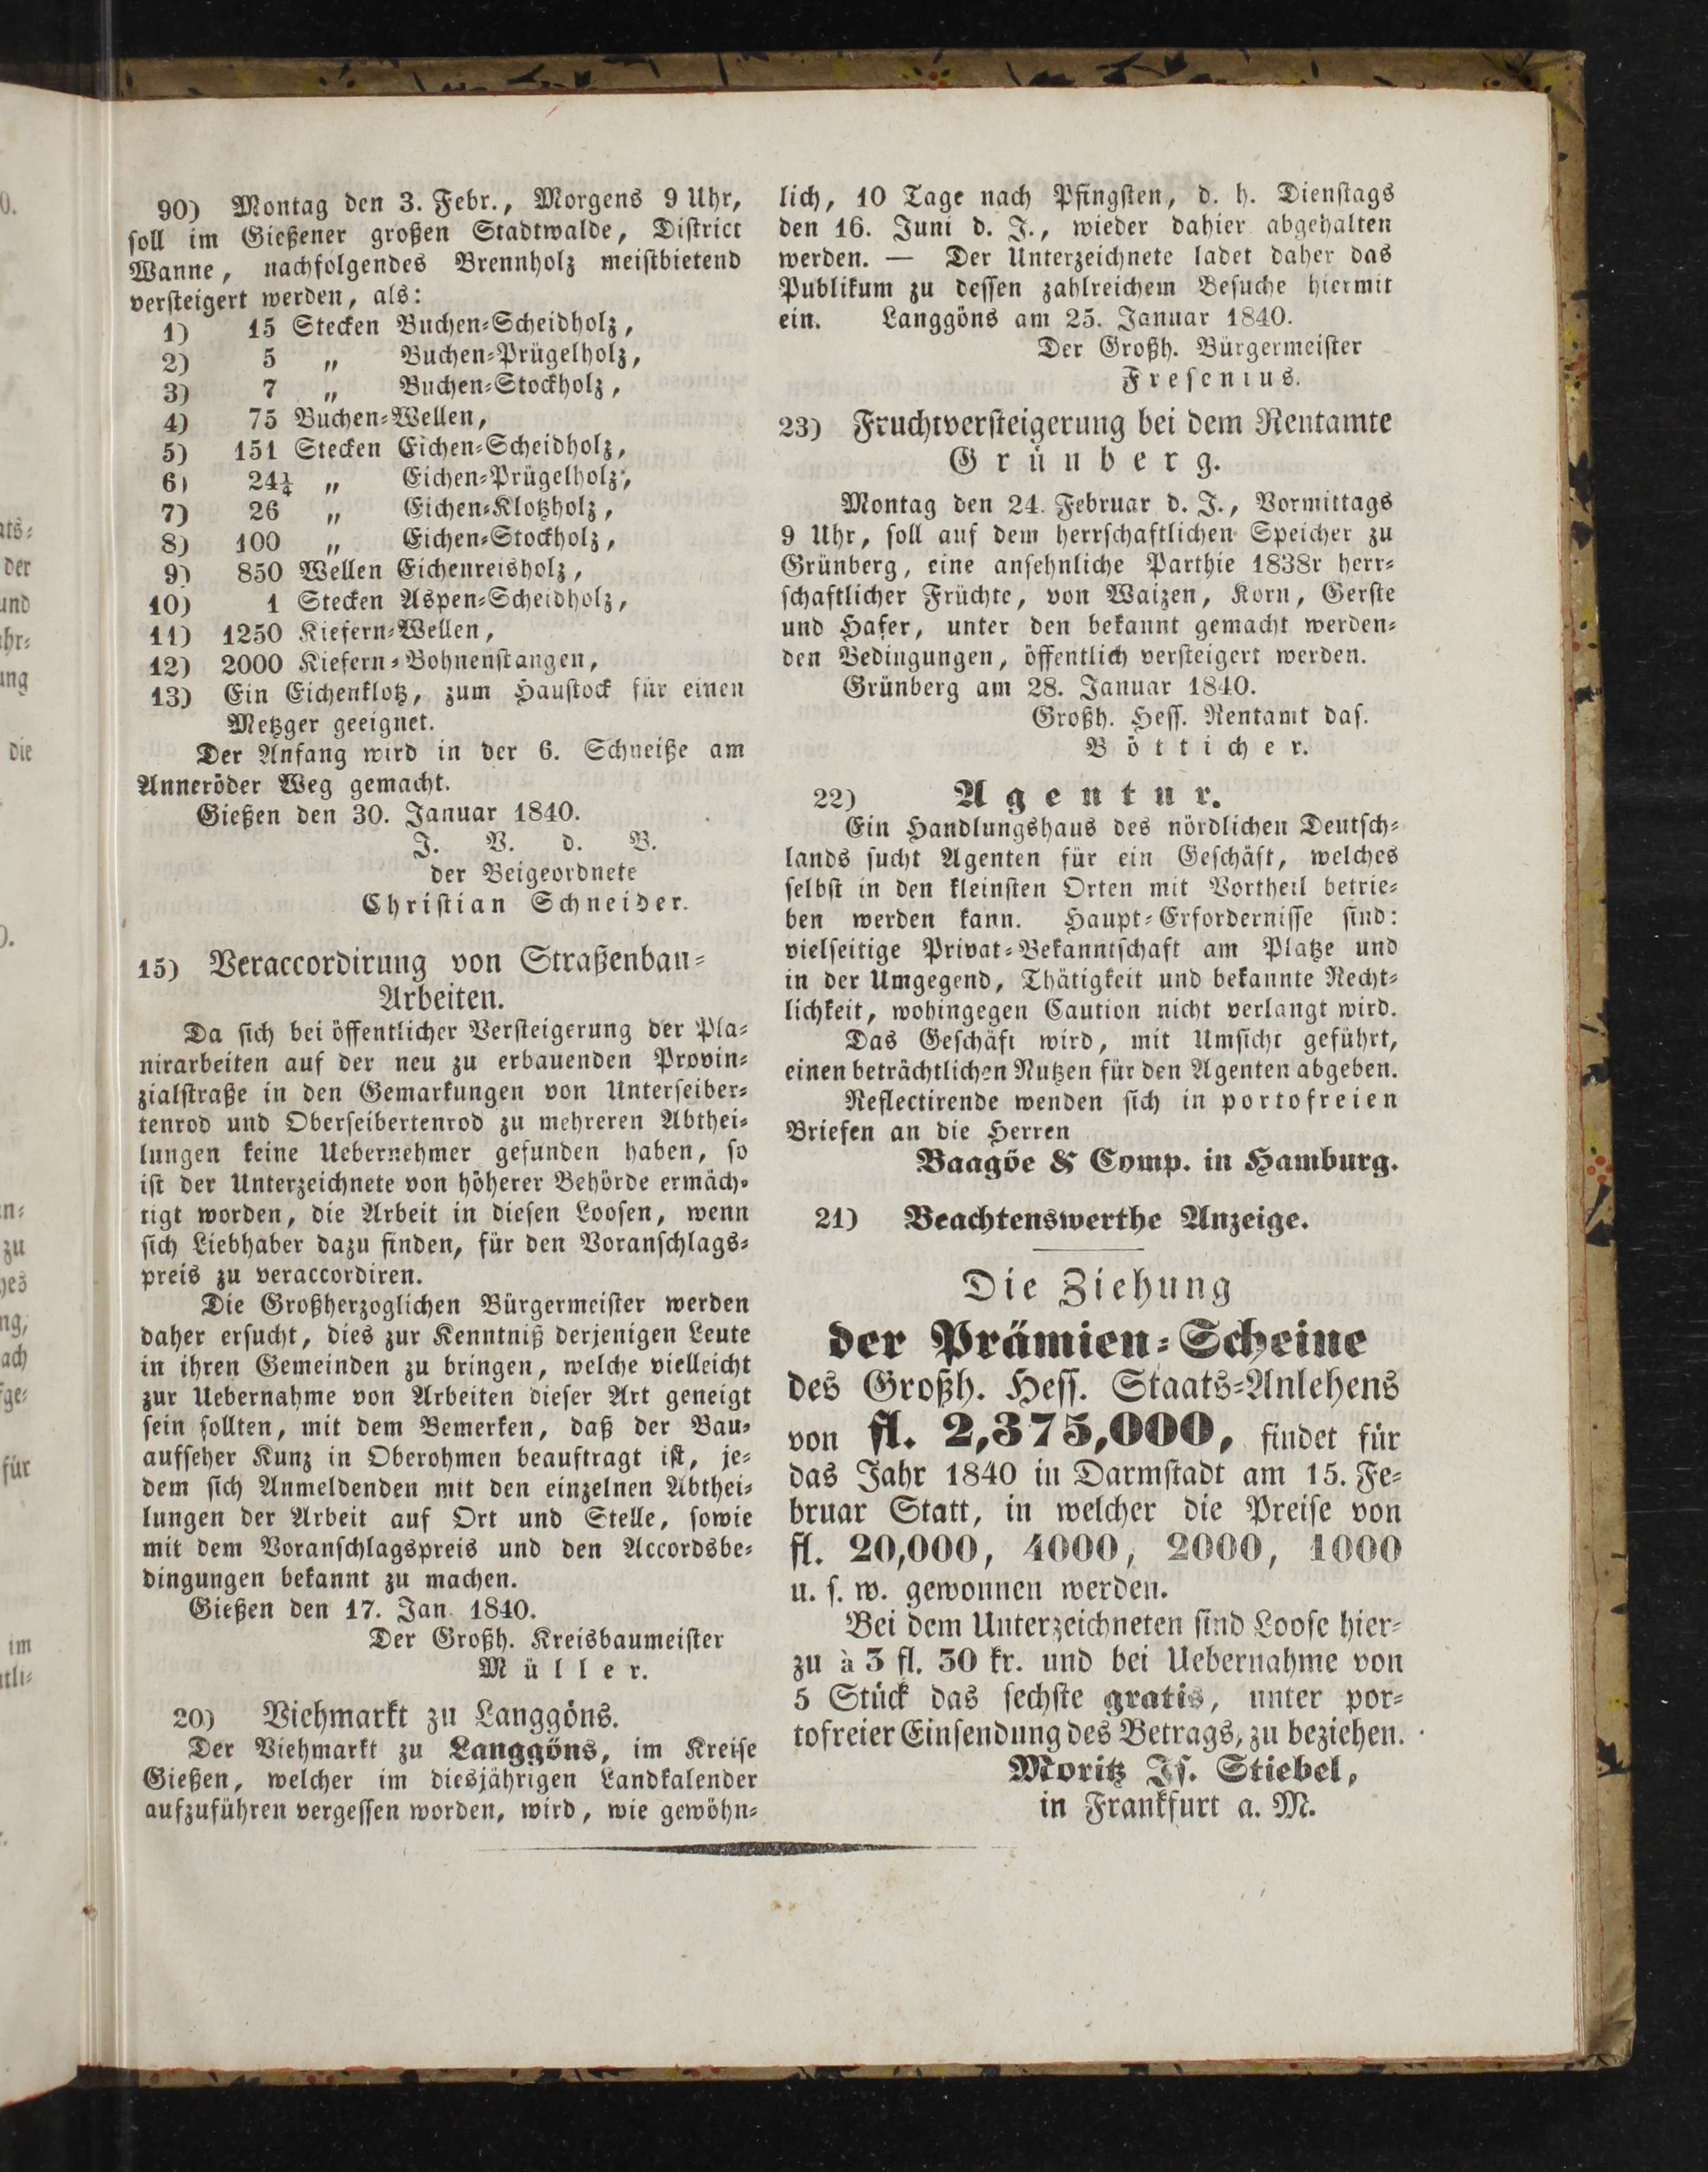 90) Montag den 3. Febr., Morgens 9 Uhr,
soll im Gießener großen Stadtwalde, District
Wanne, nachfolgendes Brennholz meistbietend
versteigert werden, als:
1) 15 Stecken Buchen-Scheidholz,
2) 5 „ Buchen-Prügelholz,
3) 7 „ Buchen-Stockholz,
4) 75 Buchen-Wellen,
5) 151 Stecken Eichen-Scheidholz,
6) 24¼ „ Eichen-Prügelholz,
7) 26 „ Eichen-Klotzholz,
8) 100 „ Eichen-Stockholz,
9) 850 Wellen Eichenreisholz,
10) 1 Stecken Aspen-Scheidholz,
11) 1250 Kiefern-Wellen,
12) 2000 Kiefern-Bohnenstangen,
13) Ein Eichenklotz, zum Haustock für einen
Metzger geeignet.
Der Anfang wird in der 6. Schneiße am
Anneröder Weg gemacht.
Gießen den 30. Januar 1840.
J. V. d. B.
der Beigeordnete
Christian Schneider.
15) Veraccordirung von Straßenbau-
Arbeiten.
Da sich bei öffentlicher Versteigerung der Pla-
nirarbeiten auf der neu zu erbauenden Provin-
zialstraße in den Gemarkungen von Unterseiber-
tenrod und Oberseibertenrod zu mehreren Abthei-
lungen keine Uebernehmer gefunden haben, so
ist der Unterzeichnete von höherer Behörde ermäch-
tigt worden, die Arbeit in diesen Loosen, wenn
sich Liebhaber dazu finden, für den Voranschlags-
preis zu veraccordiren.
Die Großherzoglichen Bürgermeister werden
daher ersucht, dies zur Kenntniß derjenigen Leute
in ihren Gemeinden zu bringen, welche vielleicht
zur Uebernahme von Arbeiten dieser Art geneigt
sein sollten, mit dem Bemerken, daß der Bau-
aufseher Kunz in Oberohmen beauftragt ist, je-
dem sich Anmeldenden mit den einzelnen Abthei-
lungen der Arbeit auf Ort und Stelle, sowie
mit dem Voranschlagspreis und den Accordsbe-
dingungen bekannt zu machen.
Gießen den 17. Jan. 1840.
Der Großh. Kreisbaumeister
Müller.
20) Viehmarkt zu Langgöns.
Der Viehmarkt zu Langgöns, im Kreise
Gießen, welcher im diesjährigen Landkalender
aufzuführen vergessen worden, wird, wie gewöhn-
lich, 10 Tage nach Pfingsten, d. h. Dienstags
den 16. Juni d. J., wieder dahier abgehalten
werden. — Der Unterzeichnete ladet daher das
Publikum zu dessen zahlreichem Besuche hiermit
ein. Langgöns am 25. Januar 1840.
Der Großh. Bürgermeister
Fresenius.
23) Fruchtversteigerung bei dem Rentamte
Grünberg.
Montag den 24. Februar d. J., Vormittags
9 Uhr, soll auf dem herrschaftlichen Speicher zu
Grünberg, eine ansehnliche Parthie 1838r herr-
schaftlicher Früchte, von Waizen, Korn, Gerste
und Hafer, unter den bekannt gemacht werden-
den Bedingungen, öffentlich versteigert werden.
Grünberg am 28. Januar 1840.
Großh. Hess. Rentamt das.
Bötticher.
22) Agentur.
Ein Handlungshaus des nördlichen Deutsch-
lands sucht Agenten für ein Geschäft, welches
selbst in den kleinsten Orten mit Vortheil betrie-
ben werden kann. Haupt-Erfordernisse sind:
vielseitige Privat-Bekanntschaft am Platze und
in der Umgegend, Thätigkeit und bekannte Recht-
lichkeit, wohingegen Caution nicht verlangt wird.
Das Geschäft wird, mit Umsicht geführt,
einen beträchtlichen Nutzen für den Agenten abgeben.
Reflectirende wenden sich in portofreien
Briefen an die Herren
Baagöe & Comp. in Hamburg.
21) Beachtenswerthe Anzeige.
Die Ziehung
der Prämien-Scheine
des Großh. Hess. Staats-Anlehens
von fl. 2,375,000, findet für
das Jahr 1840 in Darmstadt am 15. Fe-
bruar Statt, in welcher die Preise von
fl. 20,000, 4000, 2000, 1000
u. s. w. gewonnen werden.
Bei dem Unterzeichneten sind Loose hier-
zu à 3 fl. 30 kr. und bei Uebernahme von
5 Stück das sechste gratis, unter por-
tofreier Einsendung des Betrags, zu beziehen.
Moritz Is. Stiebel,
in Frankfurt a. M.